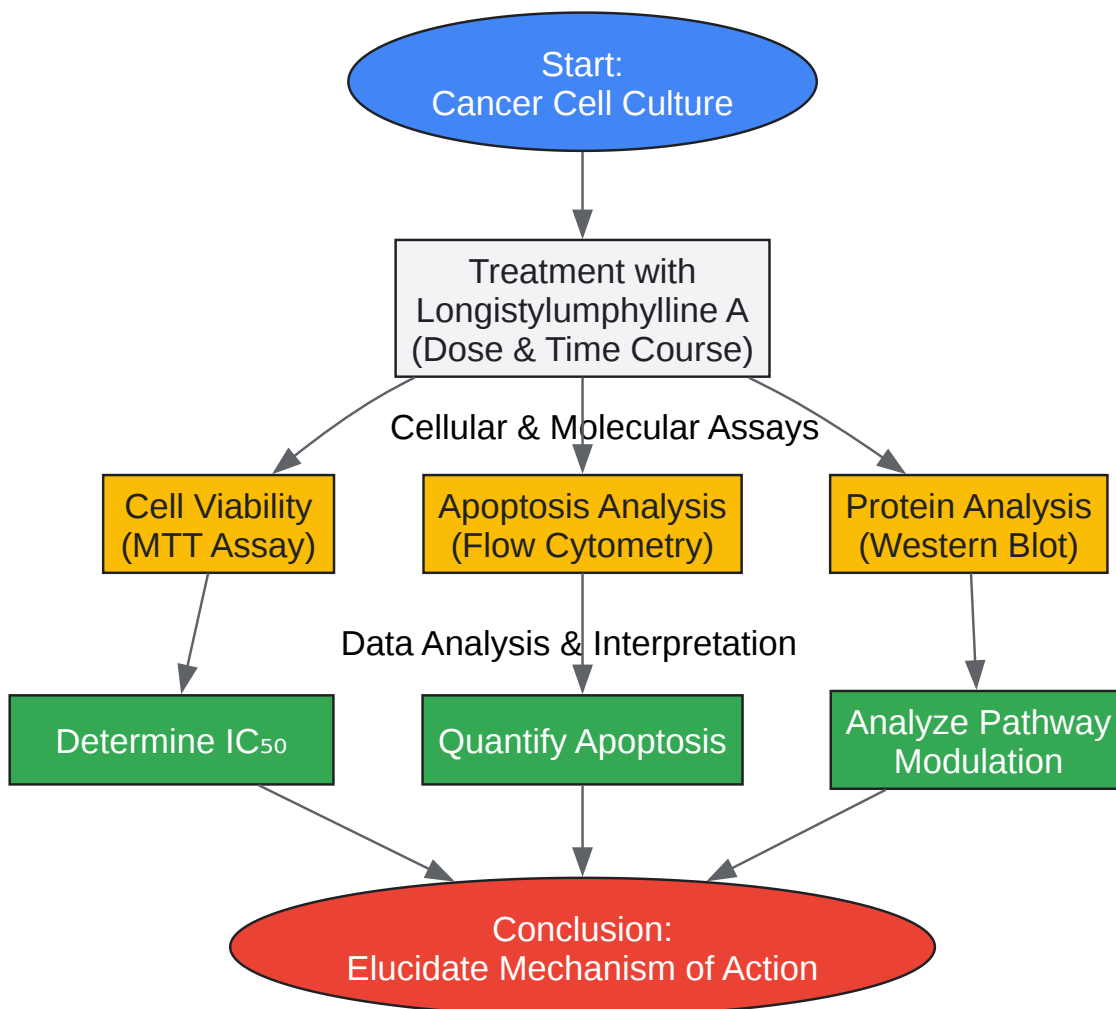 Start:
Cancer Cell Culture
Treatment with
Longistylumphylline A
(Dose & Time Course)
Cellular & Molecular Assays
Cell Viability
(MTT Assay)
Apoptosis Analysis
(Flow Cytometry)
Protein Analysis
(Western Blot)
Data Analysis & Interpretation
Determine IC₅₀
Quantify Apoptosis
Analyze Pathway
Modulation
Conclusion:
Elucidate Mechanism of Action